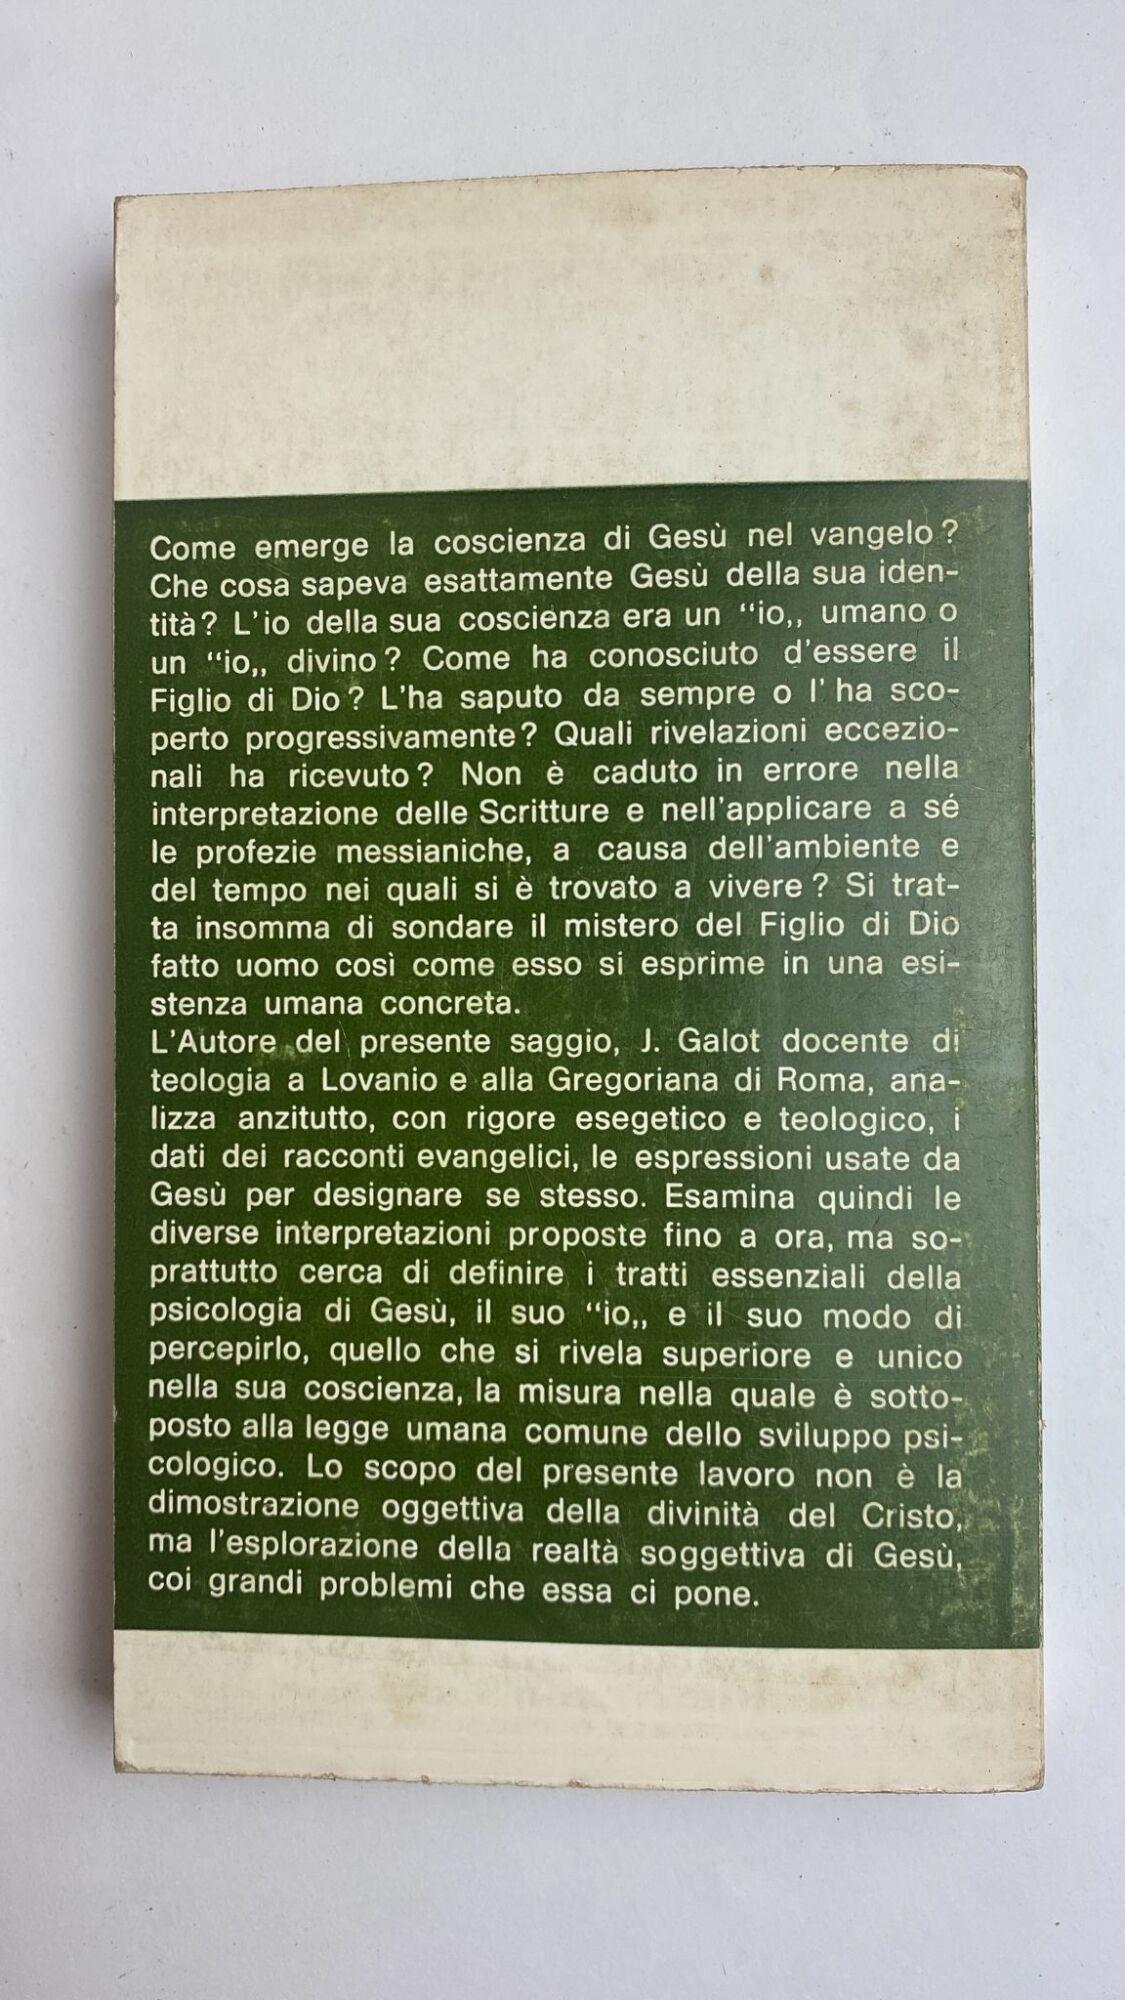 Come emerge la coscienza di Gesù nel vangelo?
Che cosa sapeva esattamente Gesù della sua iden-
tità? L'io della sua coscienza era un “io,, umano o
un “io,, divino? Come ha conosciuto d'essere il
Figlio di Dio? L'ha saputo da sempre o l'ha sco-
perto progressivamente? Quali rivelazioni eccezio-
nali ha ricevuto? Non è caduto in errore nella
interpretazione delle Scritture e nell'applicare a sé
le profezie messianiche, a causa dell'ambiente e
del tempo nei quali si è trovato a vivere? Si trat-
ta insomma di sondare il mistero del Figlio di Dio
fatto uomo così come esso si esprime in una esi-
stenza umana concreta.
L'Autore del presente saggio, J. Galot docente di
teologia a Lovanio e alla Gregoriana di Roma, ana-
lizza anzitutto, con rigore esegetico e teologico, i
dati dei racconti evangelici, le espressioni usate da
Gesù per designare se stesso. Esamina quindi le
diverse interpretazioni proposte fino a ora, ma so-
prattutto cerca di definire i tratti essenziali della
psicologia di Gesù, il suo “io,, e il suo modo di
percepirlo, quello che si rivela superiore e unico
nella sua coscienza, la misura nella quale è sotto-
posto alla legge umana comune dello sviluppo psi-
cologico. Lo scopo del presente lavoro non è la
dimostrazione oggettiva della divinità del Cristo,
ma l'esplorazione della realtà soggettiva di Gesù,
coi grandi problemi che essa ci pone.